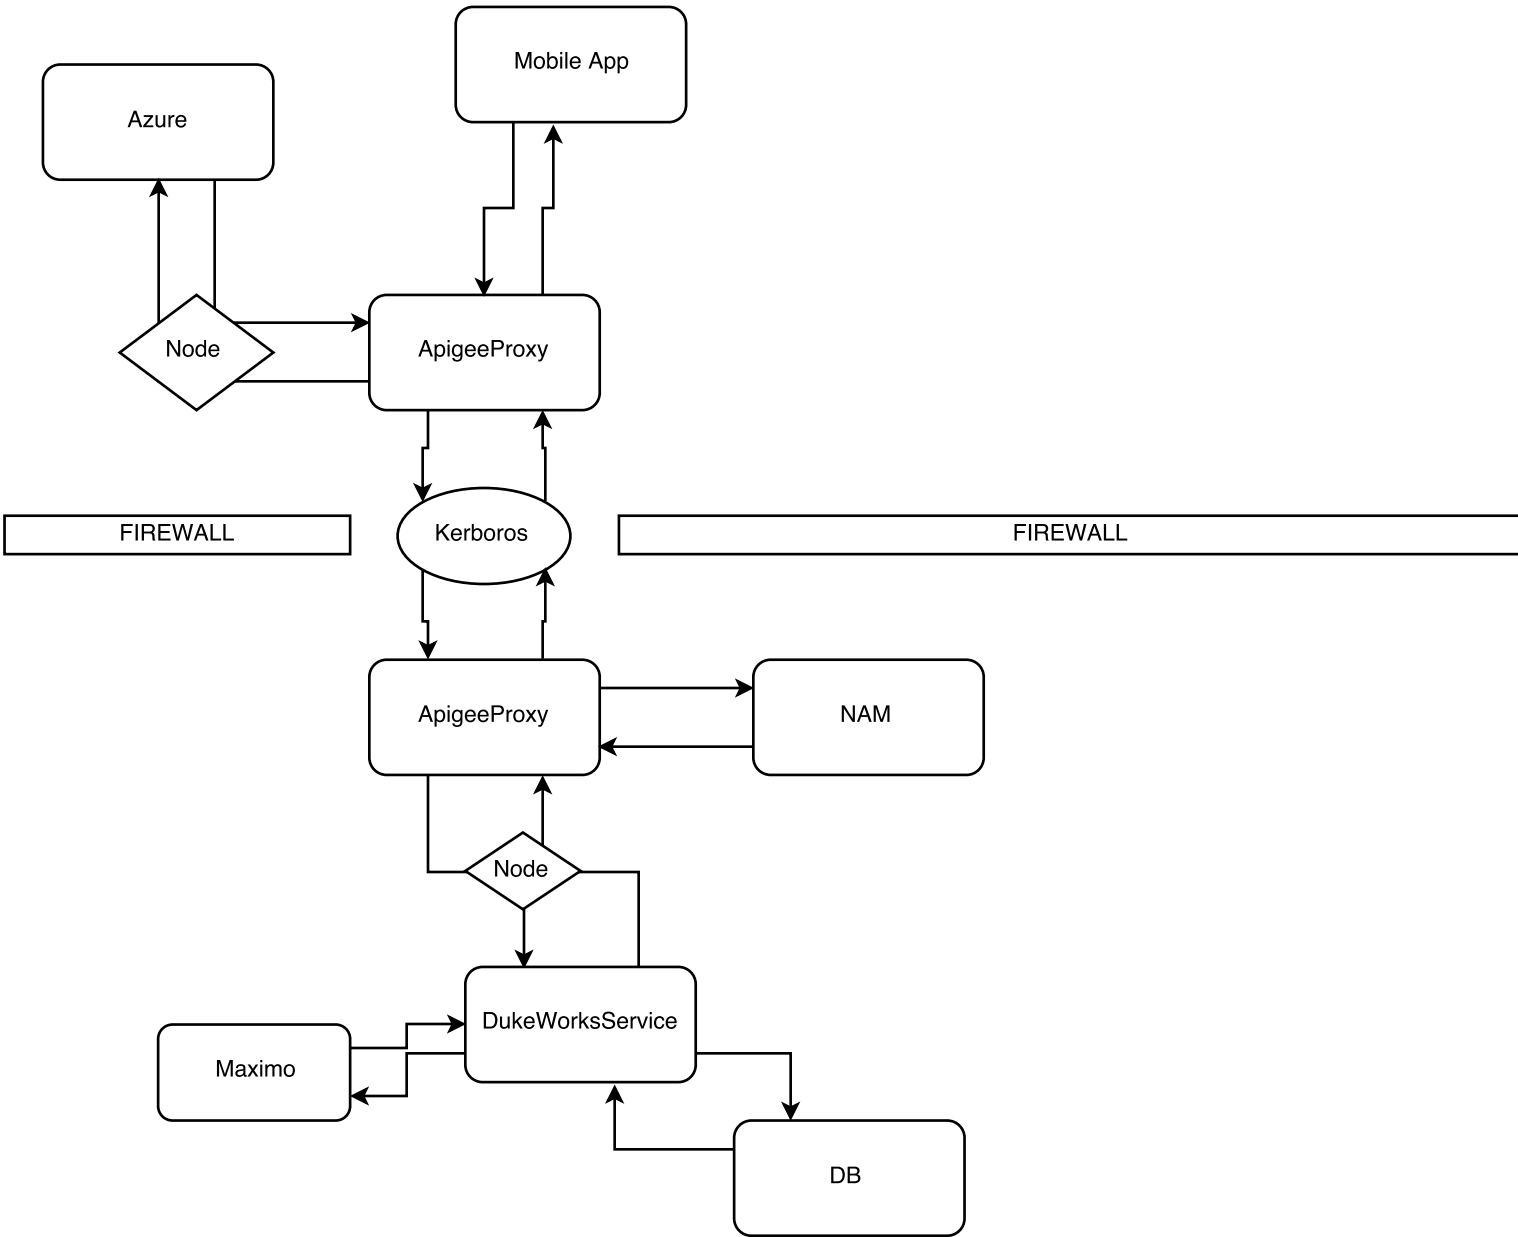 Mobile App
Azure
Node
ApigeeProxy
FIREWALL
Kerboros
FIREWALL
ApigeeProxy
NAM
Node
DukeWorksService
Maximo
DB